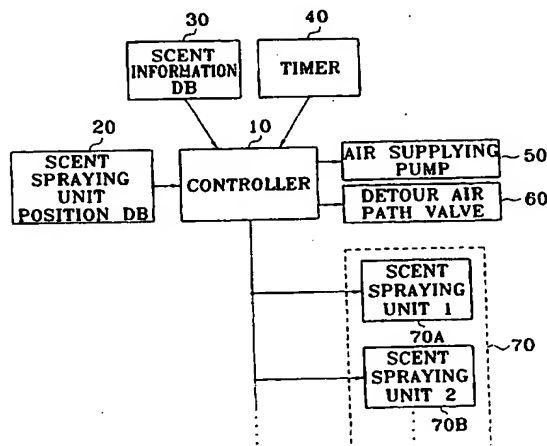 30
40
SCENT
INFORMATION
DB
TIMER
20
10
SCENT
SPRAYING
UNIT
POSITION DB
CONTROLLER
AIR SUPPLYING
PUMP
50
DETOUR AIR
PATH VALVE
60
SCENT
SPRAYING
UNIT 1
70A
70
SCENT
SPRAYING
UNIT 2
70B